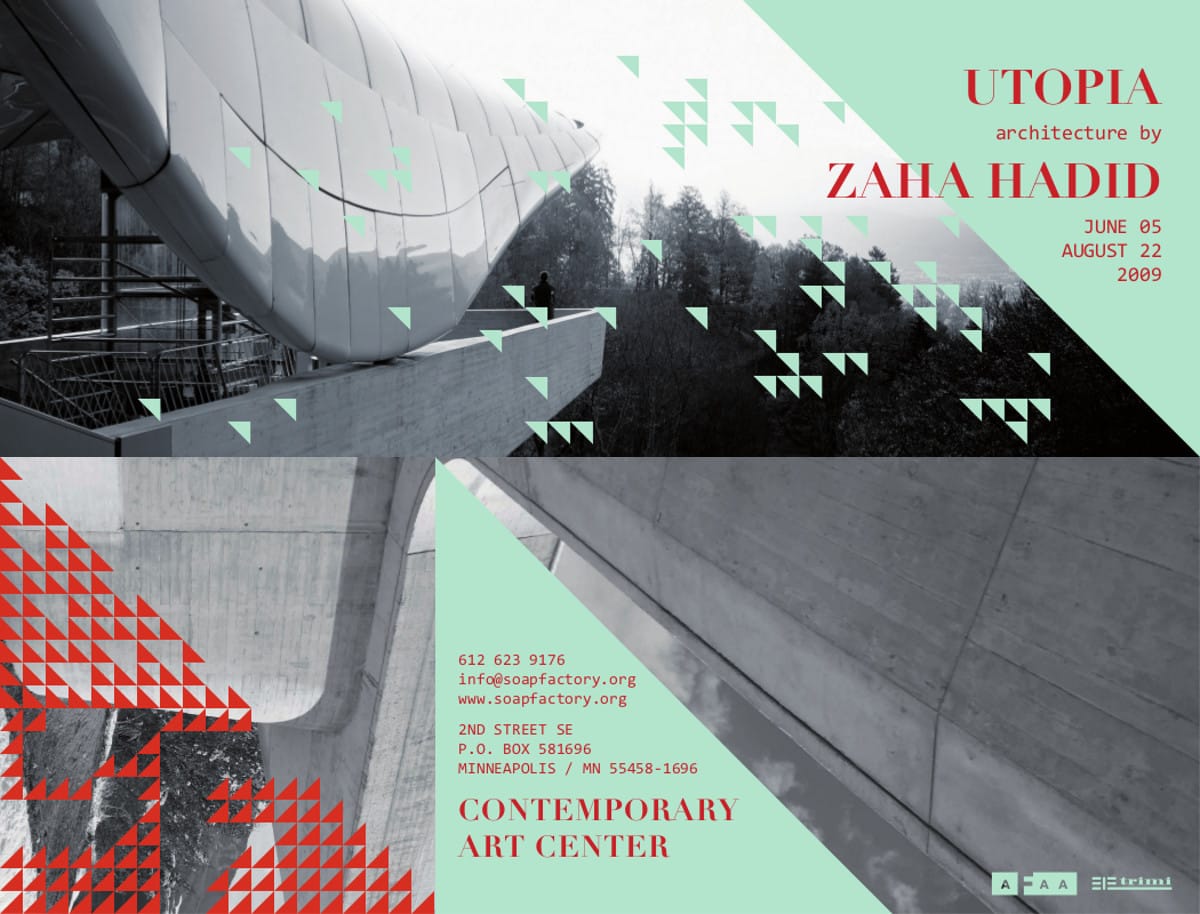 UTOPIA
architecture by
ZAHA HADID
JUNE 05
AUGUST 22
2009
612 623 9176
info@soapfactory.org
www.soapfactory.org
2ND STREET SE
P.O. BOX 581696
MINNEAPOLIS / MN 55458-1696
CONTEMPORARY
ART CENTER
AFAA
trimi